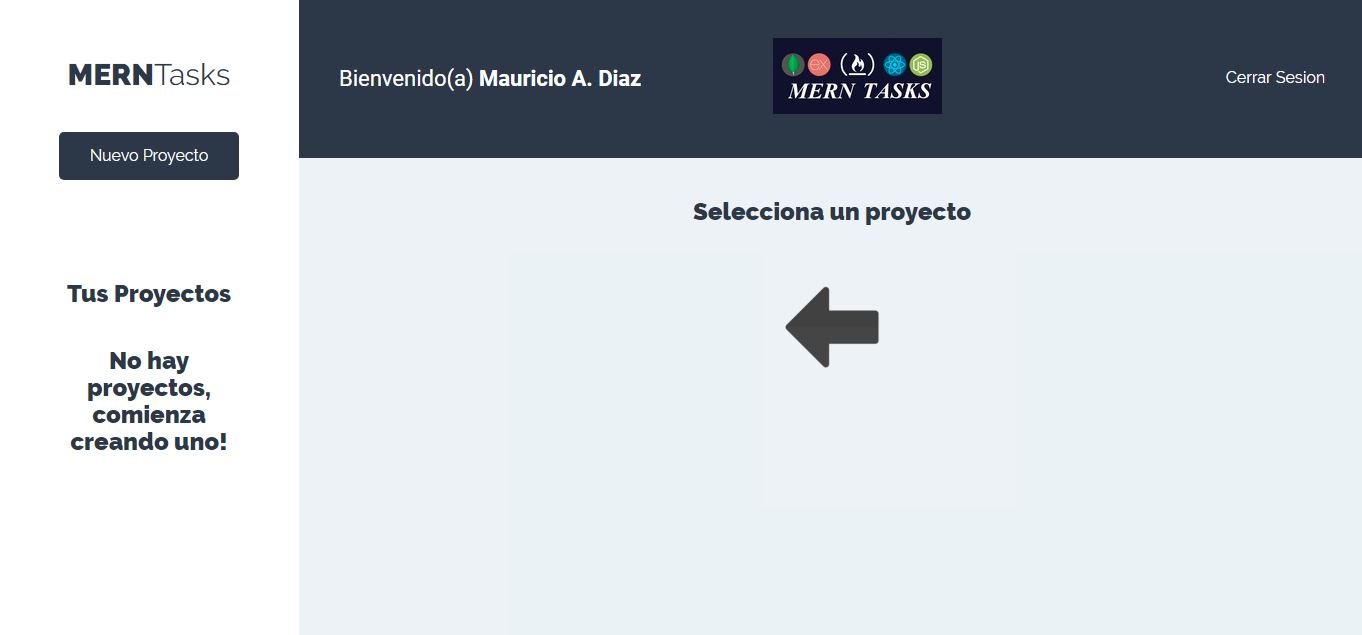 MERNTasks
Nuevo Proyecto
Tus Proyectos
No hay
proyectos,
comienza
creando uno!
Bienvenido(a) Mauricio A. Diaz
EX
JS
MERN TASKS
Cerrar Sesion
Selecciona un proyecto